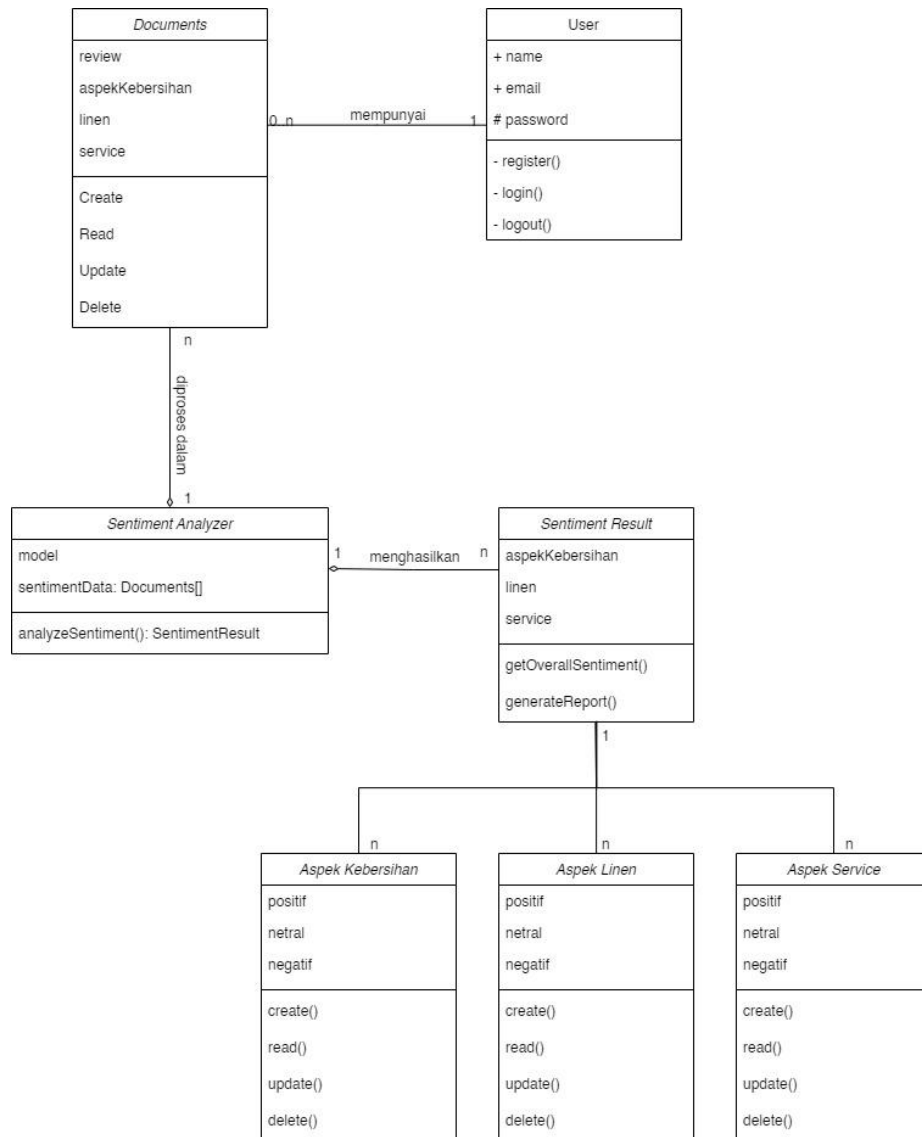 Documents
review
aspekKebersihan
linen
service
Create
Read
Update
Delete
User
+ name
+ email
# password
- register()
- login()
- logout()
0 n
mempunyai
1
n
diproses dalam
1
Sentiment Analyzer
model
sentimentData: Documents[]
analyzeSentiment(): SentimentResult
1
menghasilkan
n
Sentiment Result
aspekKebersihan
linen
service
getOverallSentiment()
generateReport()
1
n
n
n
Aspek Kebersihan
positif
netral
negatif
create()
read()
update()
delete()
Aspek Linen
positif
netral
negatif
create()
read()
update()
delete()
Aspek Service
positif
netral
negatif
create()
read()
update()
delete()